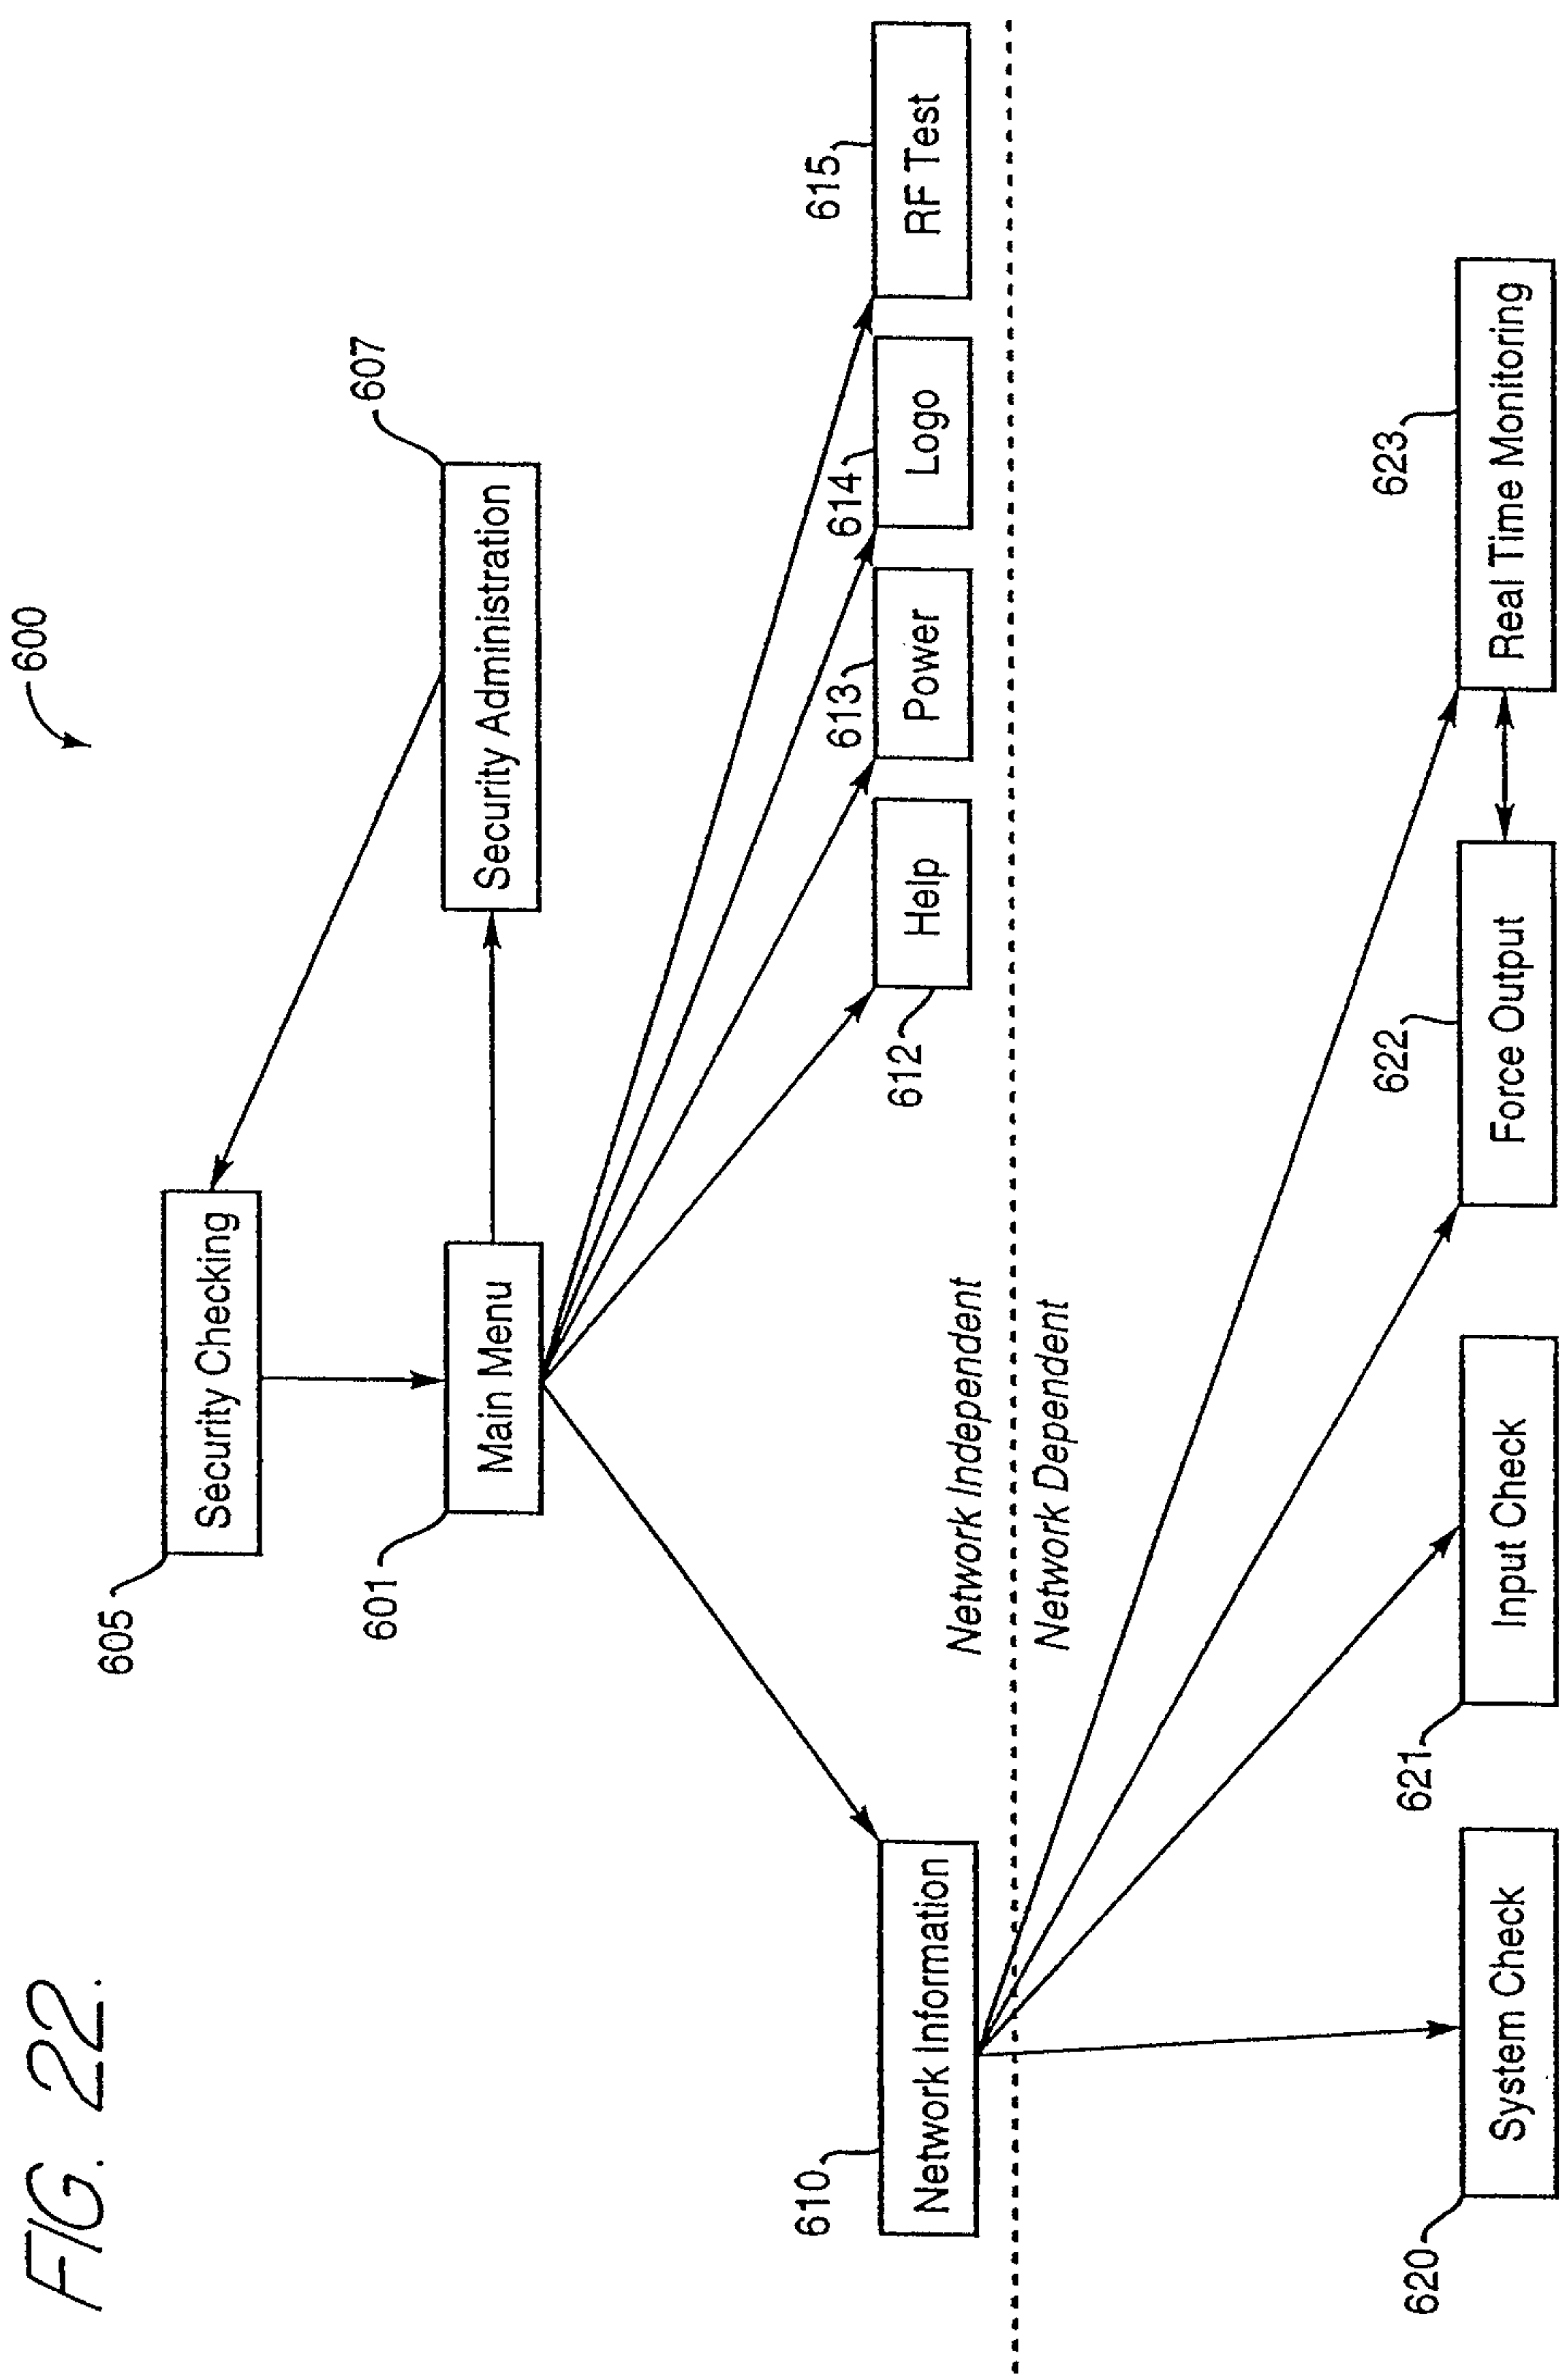 FIG. 22.
600
605
Security Checking
607
601
Main Menu
Security Administration
610
Network Information
612
Help
613
Power
614
Logo
615
RF Test
Network Independent
Network Dependent
620
System Check
621
Input Check
622
Force Output
623
Real Time Monitoring